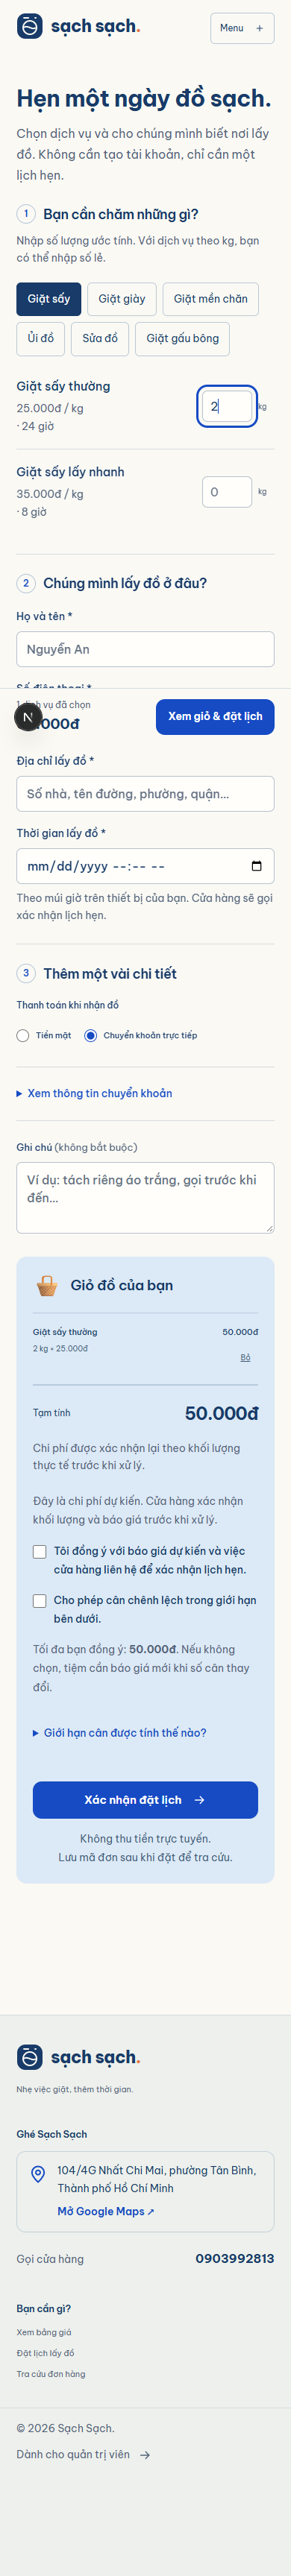 sạch sạch.
Menu +
Hẹn một ngày đồ sạch.
Chọn dịch vụ và cho chúng mình biết nơi lấy
đồ. Không cần tạo tài khoản, chỉ cần một
lịch hẹn.
1 Bạn cần chăm những gì?
Nhập số lượng ước tính. Với dịch vụ theo kg, bạn
có thể nhập số lẻ.
Giặt sấy Giặt giày Giặt mền chăn
Ủi đồ Sửa đồ Giặt gấu bông
Giặt sấy thường
25.000đ / kg
· 24 giờ
2 kg
Giặt sấy lấy nhanh
35.000đ / kg
· 8 giờ
0 kg
2 Chúng mình lấy đồ ở đâu?
Họ và tên *
Nguyễn An
đã chọn
000đ
N
Xem giỏ & đặt lịch
Địa chỉ lấy đồ *
Số nhà, tên đường, phường, quận...
Thời gian lấy đồ *
mm/dd/yyyy --:-- --
Theo múi giờ trên thiết bị của bạn. Cửa hàng sẽ gọi
xác nhận lịch hẹn.
3 Thêm một vài chi tiết
Thanh toán khi nhận đồ
Tiền mặt Chuyển khoản trực tiếp
Xem thông tin chuyển khoản
Ghi chú (không bắt buộc)
Ví dụ: tách riêng áo trắng, gọi trước khi
đến...
Giỏ đồ của bạn
Giặt sấy thường 50.000đ
2 kg × 25.000đ
Bỏ
Tạm tính 50.000đ
Chi phí được xác nhận lại theo khối lượng
thực tế trước khi xử lý.
Đây là chi phí dự kiến. Cửa hàng xác nhận
khối lượng và báo giá trước khi xử lý.
Tôi đồng ý với báo giá dự kiến và việc
cửa hàng liên hệ để xác nhận lịch hẹn.
Cho phép cân chênh lệch trong giới hạn
bên dưới.
Tối đa bạn đồng ý: 50.000đ. Nếu không
chọn, tiệm cần báo giá mới khi số cân thay
đổi.
Giới hạn cân được tính thế nào?
Xác nhận đặt lịch →
Không thu tiền trực tuyến.
Lưu mã đơn sau khi đặt để tra cứu.
sạch sạch.
Nhẹ việc giặt, thêm thời gian.
Ghé Sạch Sạch
104/4G Nhất Chi Mai, phường Tân Bình,
Thành phố Hồ Chí Minh
Mở Google Maps ↗
Gọi cửa hàng 0903992813
Bạn cần gì?
Xem bảng giá
Đặt lịch lấy đồ
Tra cứu đơn hàng
© 2026 Sạch Sạch.
Dành cho quản trị viên →